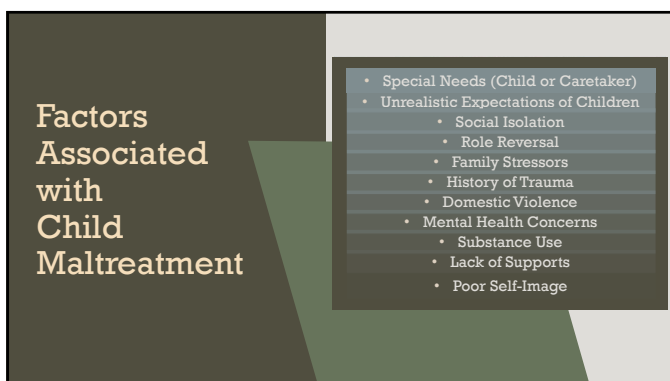 Factors
Associated
with
Child
Maltreatment
• Special Needs (Child or Caretaker)
• Unrealistic Expectations of Children
• Social Isolation
• Role Reversal
• Family Stressors
• History of Trauma
• Domestic Violence
• Mental Health Concerns
• Substance Use
• Lack of Supports
• Poor Self-Image